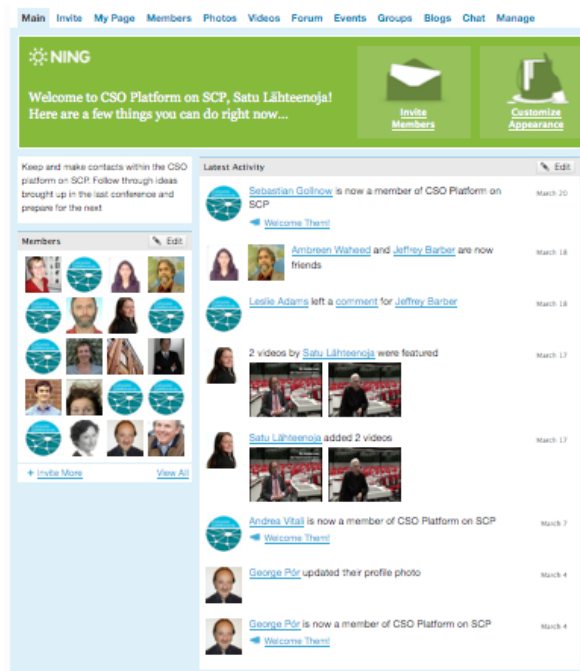 Main Invite My Page Members Photos Videos Forum Events Groups Blogs Chat Manage
NING
Welcome to CSO Platform on SCP, Satu Lähteenoja!
Here are a few things you can do right now...
Invite
Members
Customize
Appearance
Keep and make contacts within the CSO
platform on SCP. Follow through ideas
brought up in the last conference and
prepare for the next
Members Edit
+ Invite More View All
Latest Activity Edit
Sebastian Gollnow is now a member of CSO Platform on March 20
SCP
Welcome Them!
Ambreen Waheed and Jeffrey Barber are now March 18
friends
Leslie Adams left a comment for Jeffrey Barber March 18
2 videos by Satu Lähteenoja were featured March 17
Satu Lähteenoja added 2 videos March 17
Andrea Vitali is now a member of CSO Platform on SCP March 7
Welcome Them!
George Pór updated their profile photo March 4
George Pór is now a member of CSO Platform on SCP March 4
Welcome Them!